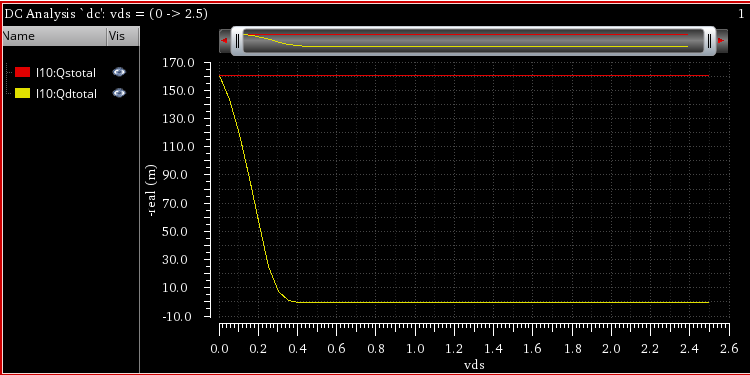 DC Analysis `dc': vds = (0 -> 2.5)
1
Name Vis
I10:Qstotal
I10:Qdtotal
170.0
150.0
130.0
110.0
90.0
70.0
50.0
30.0
10.0
-10.0
-real (m)
0.0 0.2 0.4 0.6 0.8 1.0 1.2 1.4 1.6 1.8 2.0 2.2 2.4 2.6
vds